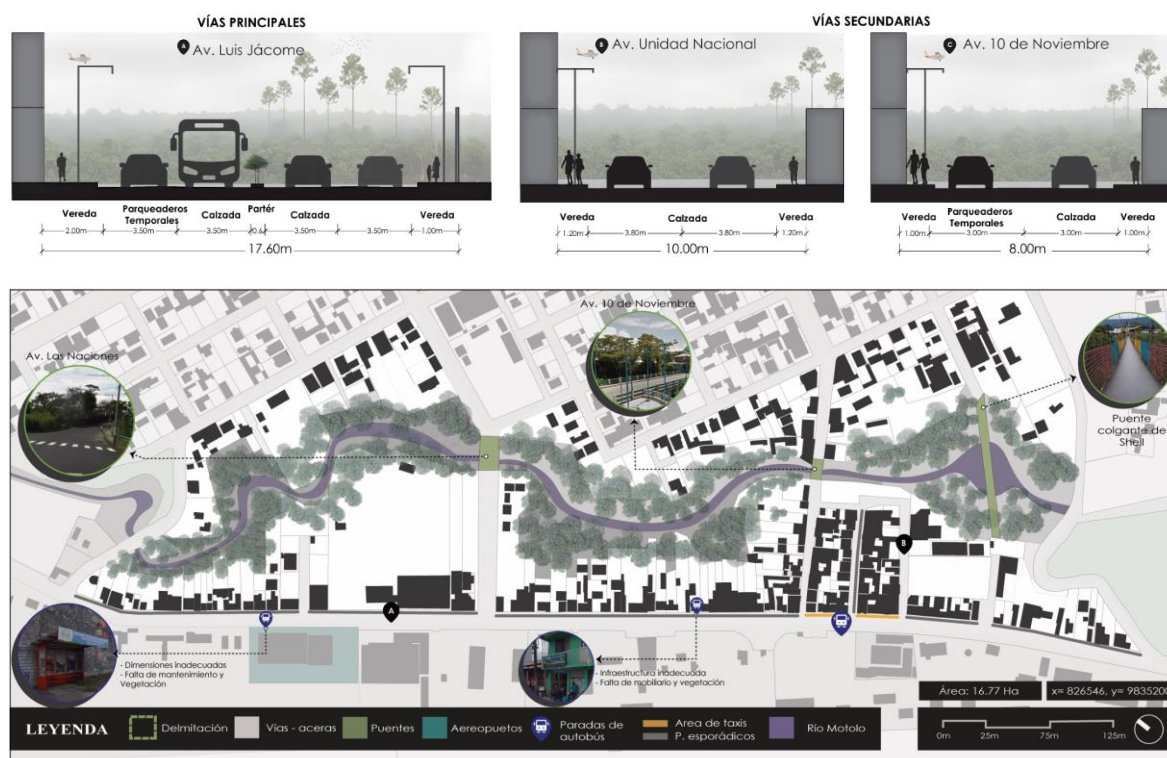 VÍAS PRINCIPALES
A Av. Luis Jácome
Vereda
Parqueaderos
Temporales
Calzada
Partér
Calzada
Vereda
2.00m
3.50m
3.50m
0.6
3.50m
3.50m
1.00m
17.60m
VÍAS SECUNDARIAS
B Av. Unidad Nacional
Vereda
Calzada
Vereda
1.20m
3.80m
3.80m
1.20m
10.00m
C Av. 10 de Noviembre
Vereda
Parqueaderos
Temporales
Calzada
Vereda
1.00m
3.00m
3.00m
1.00m
8.00m
Av. 10 de Noviembre
Av. Las Naciones
Puente
colgante de
Shell
B
A
- Dimensiones inadecuadas
- Falta de mantenimiento y
Vegetación
- Infraestructura inadecuada
- Falta de mobiliario y vegetación
Área: 16.77 Ha
x= 826546, y= 9835200
LEYENDA
Delmitación
Vías - aceras
Puentes
Aereopuetos
Paradas de
autobús
Area de taxis
P. esporádicos
Río Motolo
0m
25m
75m
125m